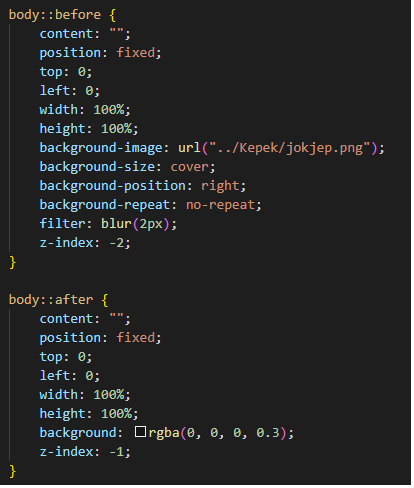 body::before {
    content: "";
    position: fixed;
    top: 0;
    left: 0;
    width: 100%;
    height: 100%;
    background-image: url("../Kepek/jokjep.png");
    background-size: cover;
    background-position: right;
    background-repeat: no-repeat;
    filter: blur(2px);
    z-index: -2;
}

body::after {
    content: "";
    position: fixed;
    top: 0;
    left: 0;
    width: 100%;
    height: 100%;
    background: rgba(0, 0, 0, 0.3);
    z-index: -1;
}